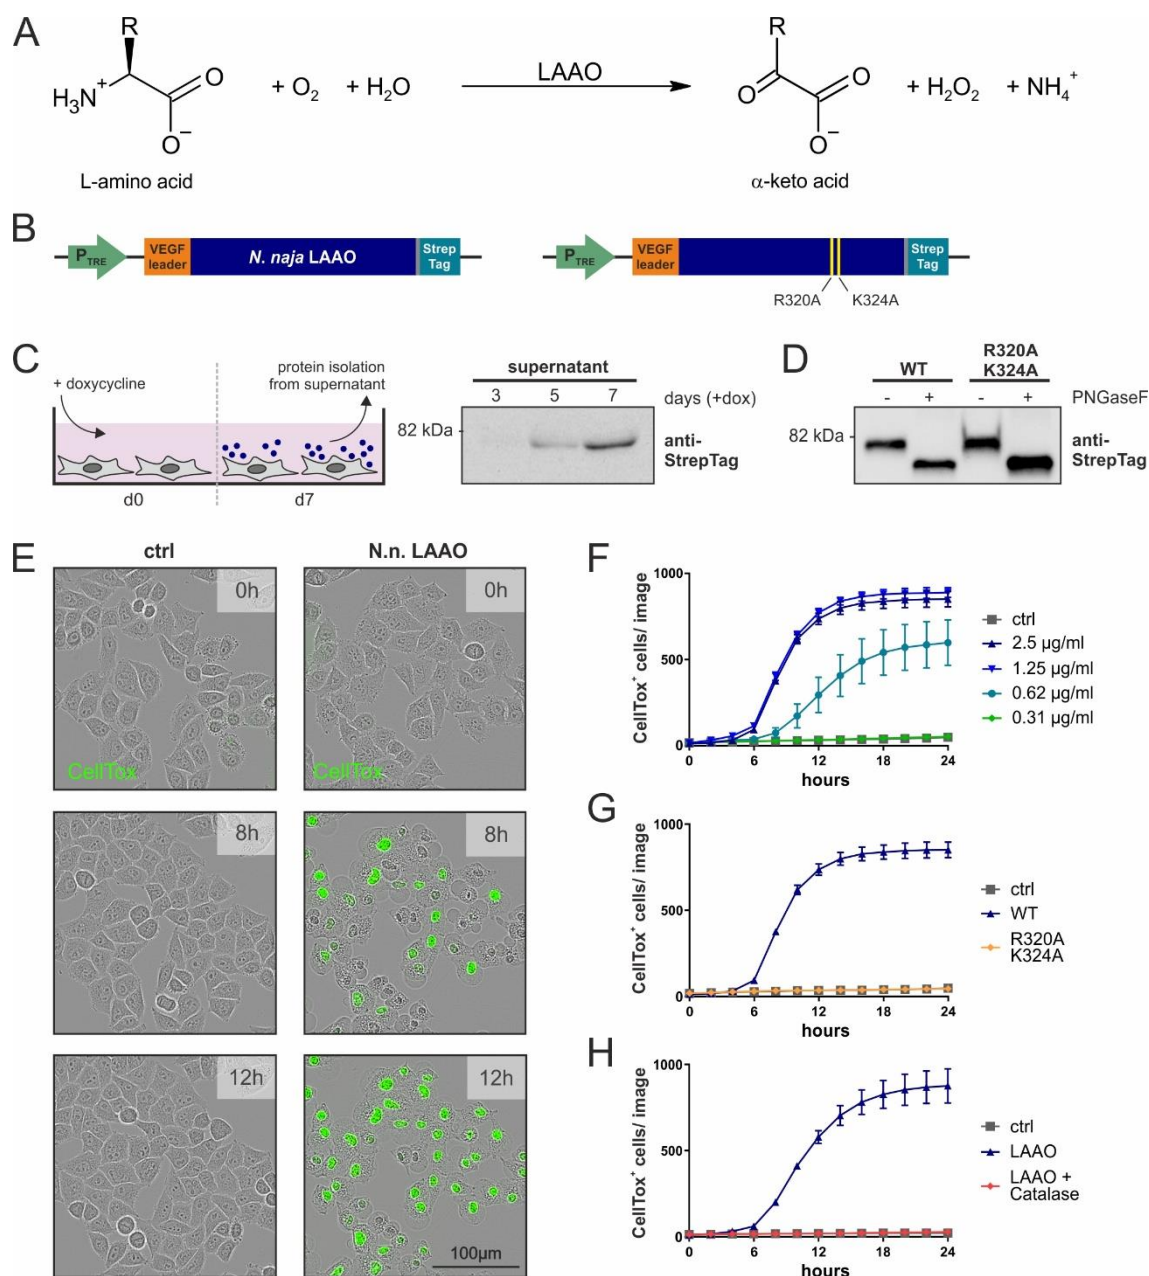 A
R
H₃N⁺
O
O⁻
+ O₂ + H₂O
LAAO
R
O
O
O⁻
+ H₂O₂ + NH₄⁺
L-amino acid
α-keto acid
B
P_TRE
VEGF
leader
N. naja LAAO
Strep
Tag
P_TRE
VEGF
leader
Strep
Tag
R320A
K324A
C
+ doxycycline
protein isolation
from supernatant
d0
d7
supernatant
3 5 7 days (+dox)
82 kDa
anti-
StrepTag
D
WT
R320A
K324A
- + - + PNGaseF
82 kDa
anti-
StrepTag
E
ctrl
N.n. LAAO
0h
CellTox
0h
CellTox
8h
8h
12h
12h
100µm
F
CellTox⁺ cells/ image
1000
500
0
0 6 12 18 24
hours
ctrl
2.5 µg/ml
1.25 µg/ml
0.62 µg/ml
0.31 µg/ml
G
CellTox⁺ cells/ image
1000
500
0
0 6 12 18 24
hours
ctrl
WT
R320A
K324A
H
CellTox⁺ cells/ image
1000
500
0
0 6 12 18 24
hours
ctrl
LAAO
LAAO +
Catalase